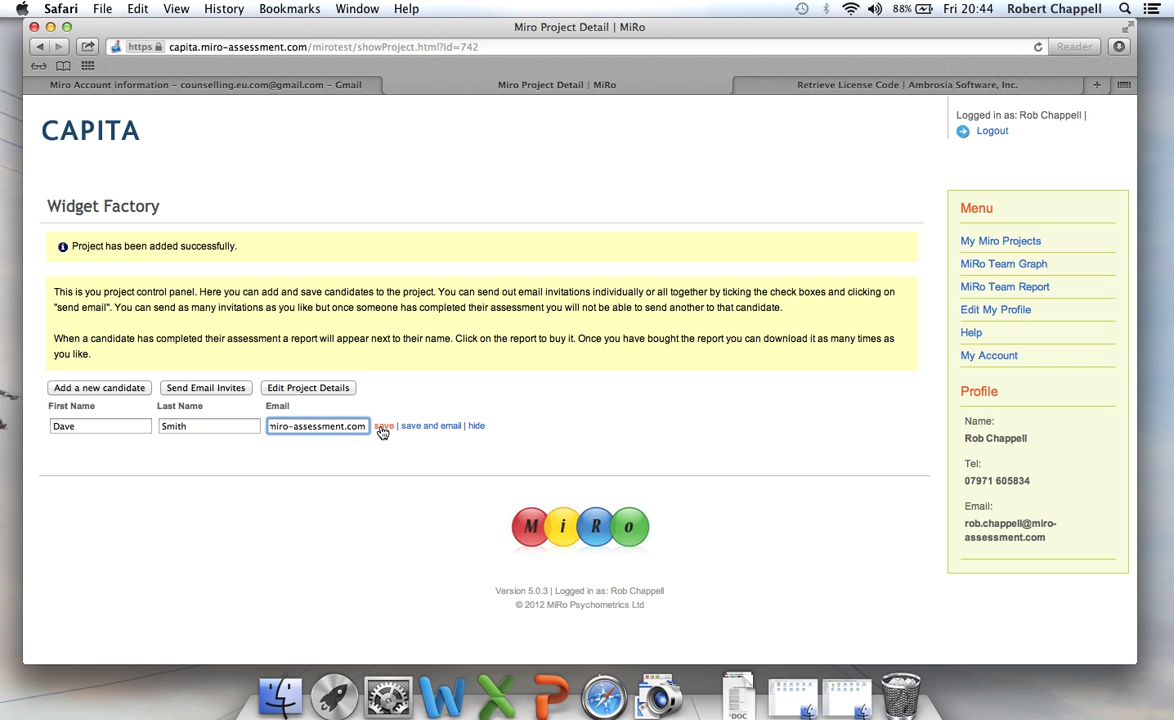 Safari File Edit View History Bookmarks Window Help 88% Fri 20:44 Robert Chappell
Miro Project Detail | MiRo
https capita.miro-assessment.com/mirotest/showProject.html?id=742 Reader
Miro Account information – counselling.eu.com@gmail.com – Gmail Miro Project Detail | MiRo Retrieve License Code | Ambrosia Software, Inc. +
Logged in as: Rob Chappell |
Logout
CAPITA
Widget Factory
Project has been added successfully.
This is you project control panel. Here you can add and save candidates to the project. You can send out email invitations individually or all together by ticking the check boxes and clicking on
"send email". You can send as many invitations as you like but once someone has completed their assessment you will not be able to send another to that candidate.
When a candidate has completed their assessment a report will appear next to their name. Click on the report to buy it. Once you have bought the report you can download it as many times as
you like.
Add a new candidate Send Email Invites Edit Project Details
First Name Last Name Email
Dave Smith miro-assessment.com save | save and email | hide
Menu
My Miro Projects
MiRo Team Graph
MiRo Team Report
Edit My Profile
Help
My Account
Profile
Name:
Rob Chappell
Tel:
07971 605834
Email:
rob.chappell@miro-
assessment.com
M i R o
Version 5.0.3 | Logged in as: Rob Chappell
© 2012 MiRo Psychometrics Ltd
W X P .DOC